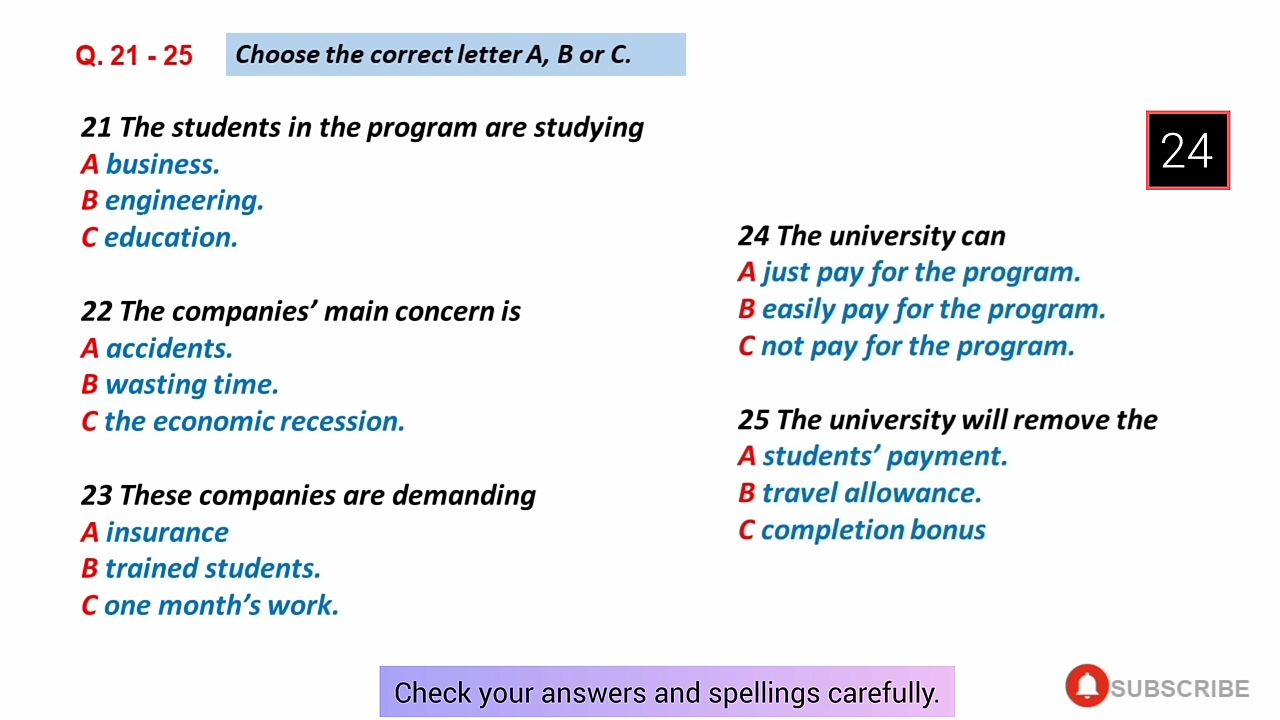 Q. 21 - 25
Choose the correct letter A, B or C.
21 The students in the program are studying
A business.
B engineering.
C education.
22 The companies’ main concern is
A accidents.
B wasting time.
C the economic recession.
23 These companies are demanding
A insurance
B trained students.
C one month’s work.
24
24 The university can
A just pay for the program.
B easily pay for the program.
C not pay for the program.
25 The university will remove the
A students’ payment.
B travel allowance.
C completion bonus
Check your answers and spellings carefully.
SUBSCRIBE